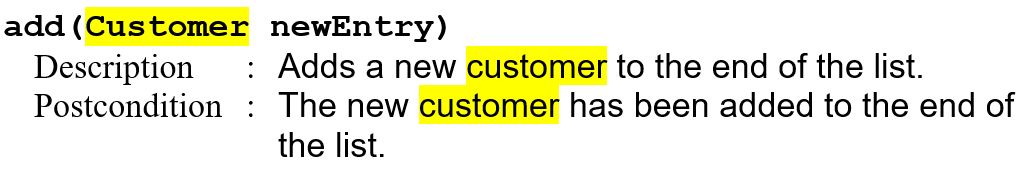 add(Customer newEntry)
Description : Adds a new customer to the end of the list.
Postcondition : The new customer has been added to the end of
the list.